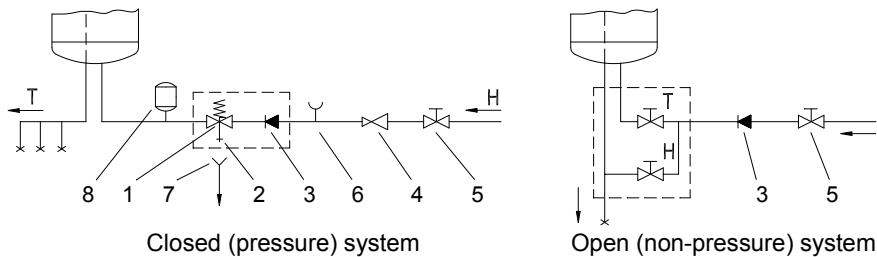 T
H
T
H
8
1
7
2
3
6
4
5
3
5
Closed (pressure) system
Open (non-pressure) system